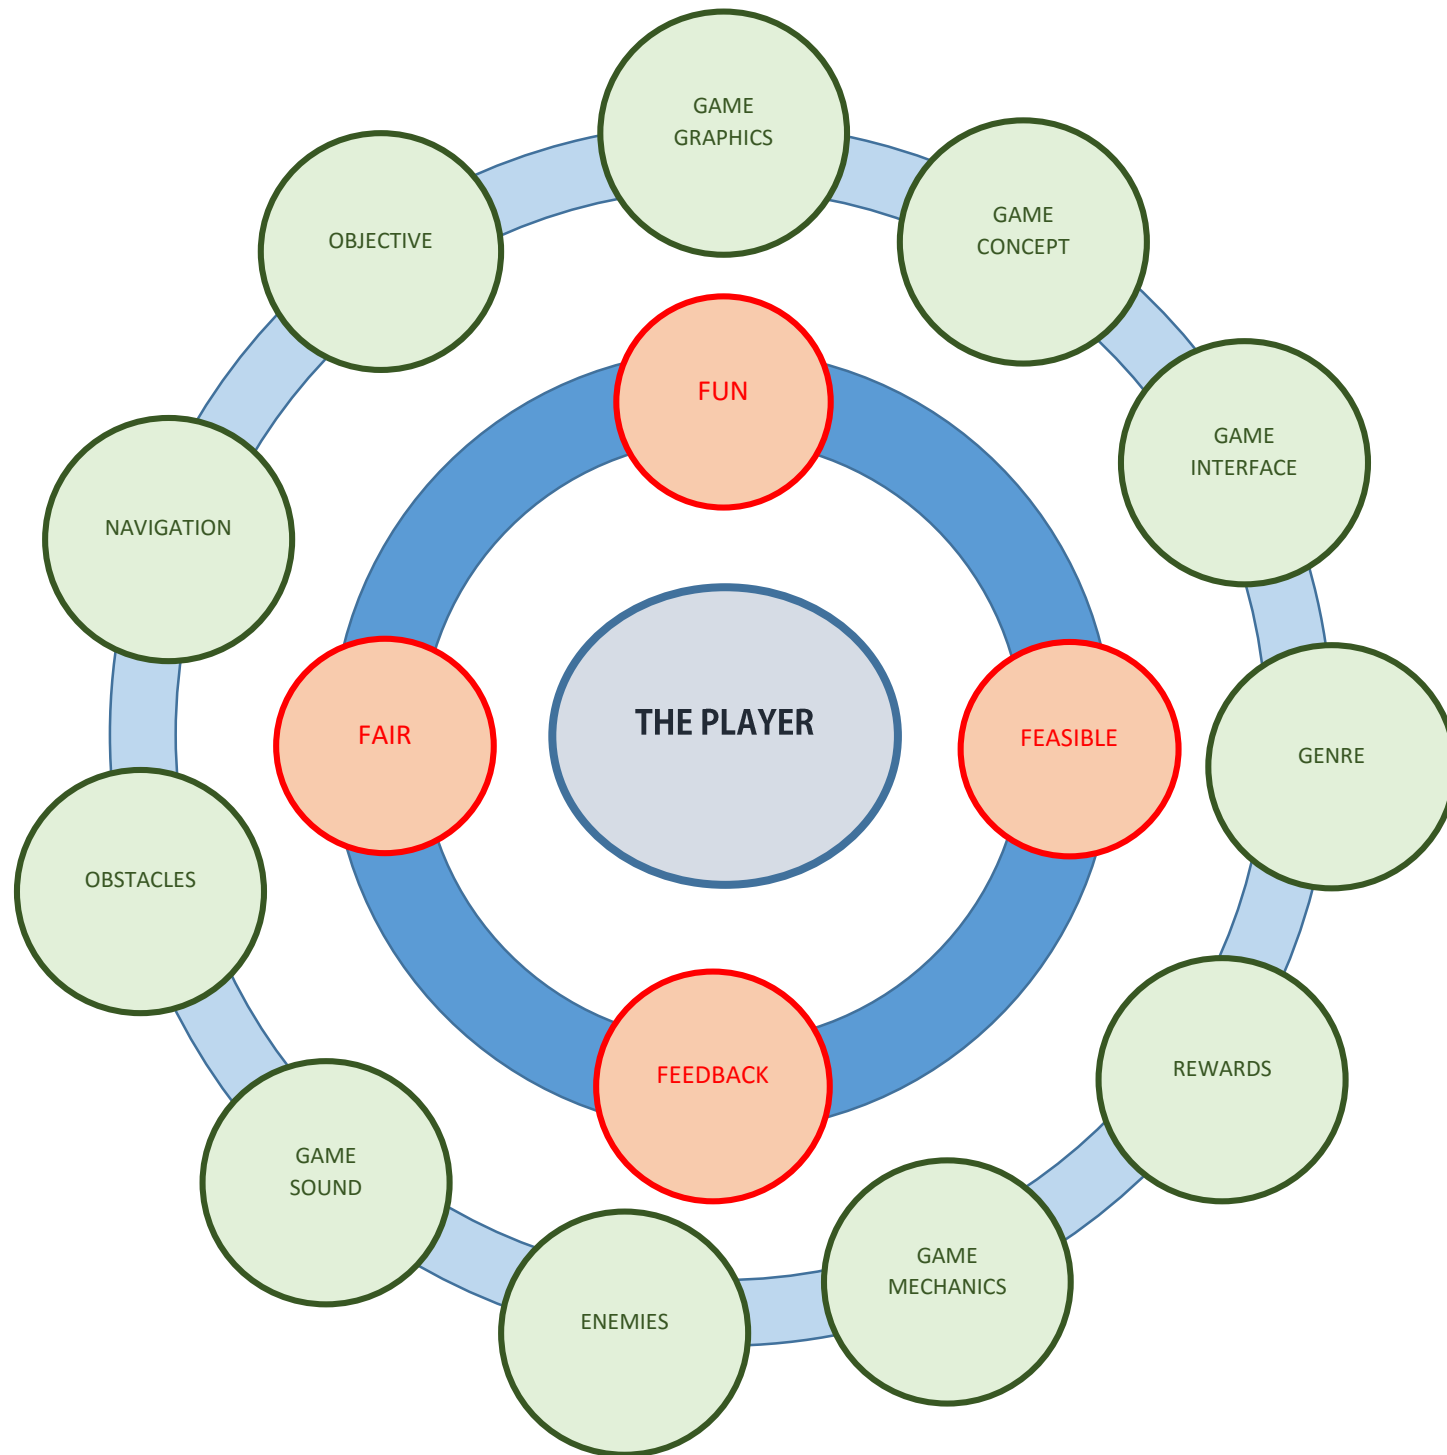 GAME
GRAPHICS
GAME
CONCEPT
OBJECTIVE
FUN
GAME
INTERFACE
NAVIGATION
THE PLAYER
FAIR
FEASIBLE
GENRE
OBSTACLES
FEEDBACK
REWARDS
GAME
SOUND
GAME
MECHANICS
ENEMIES